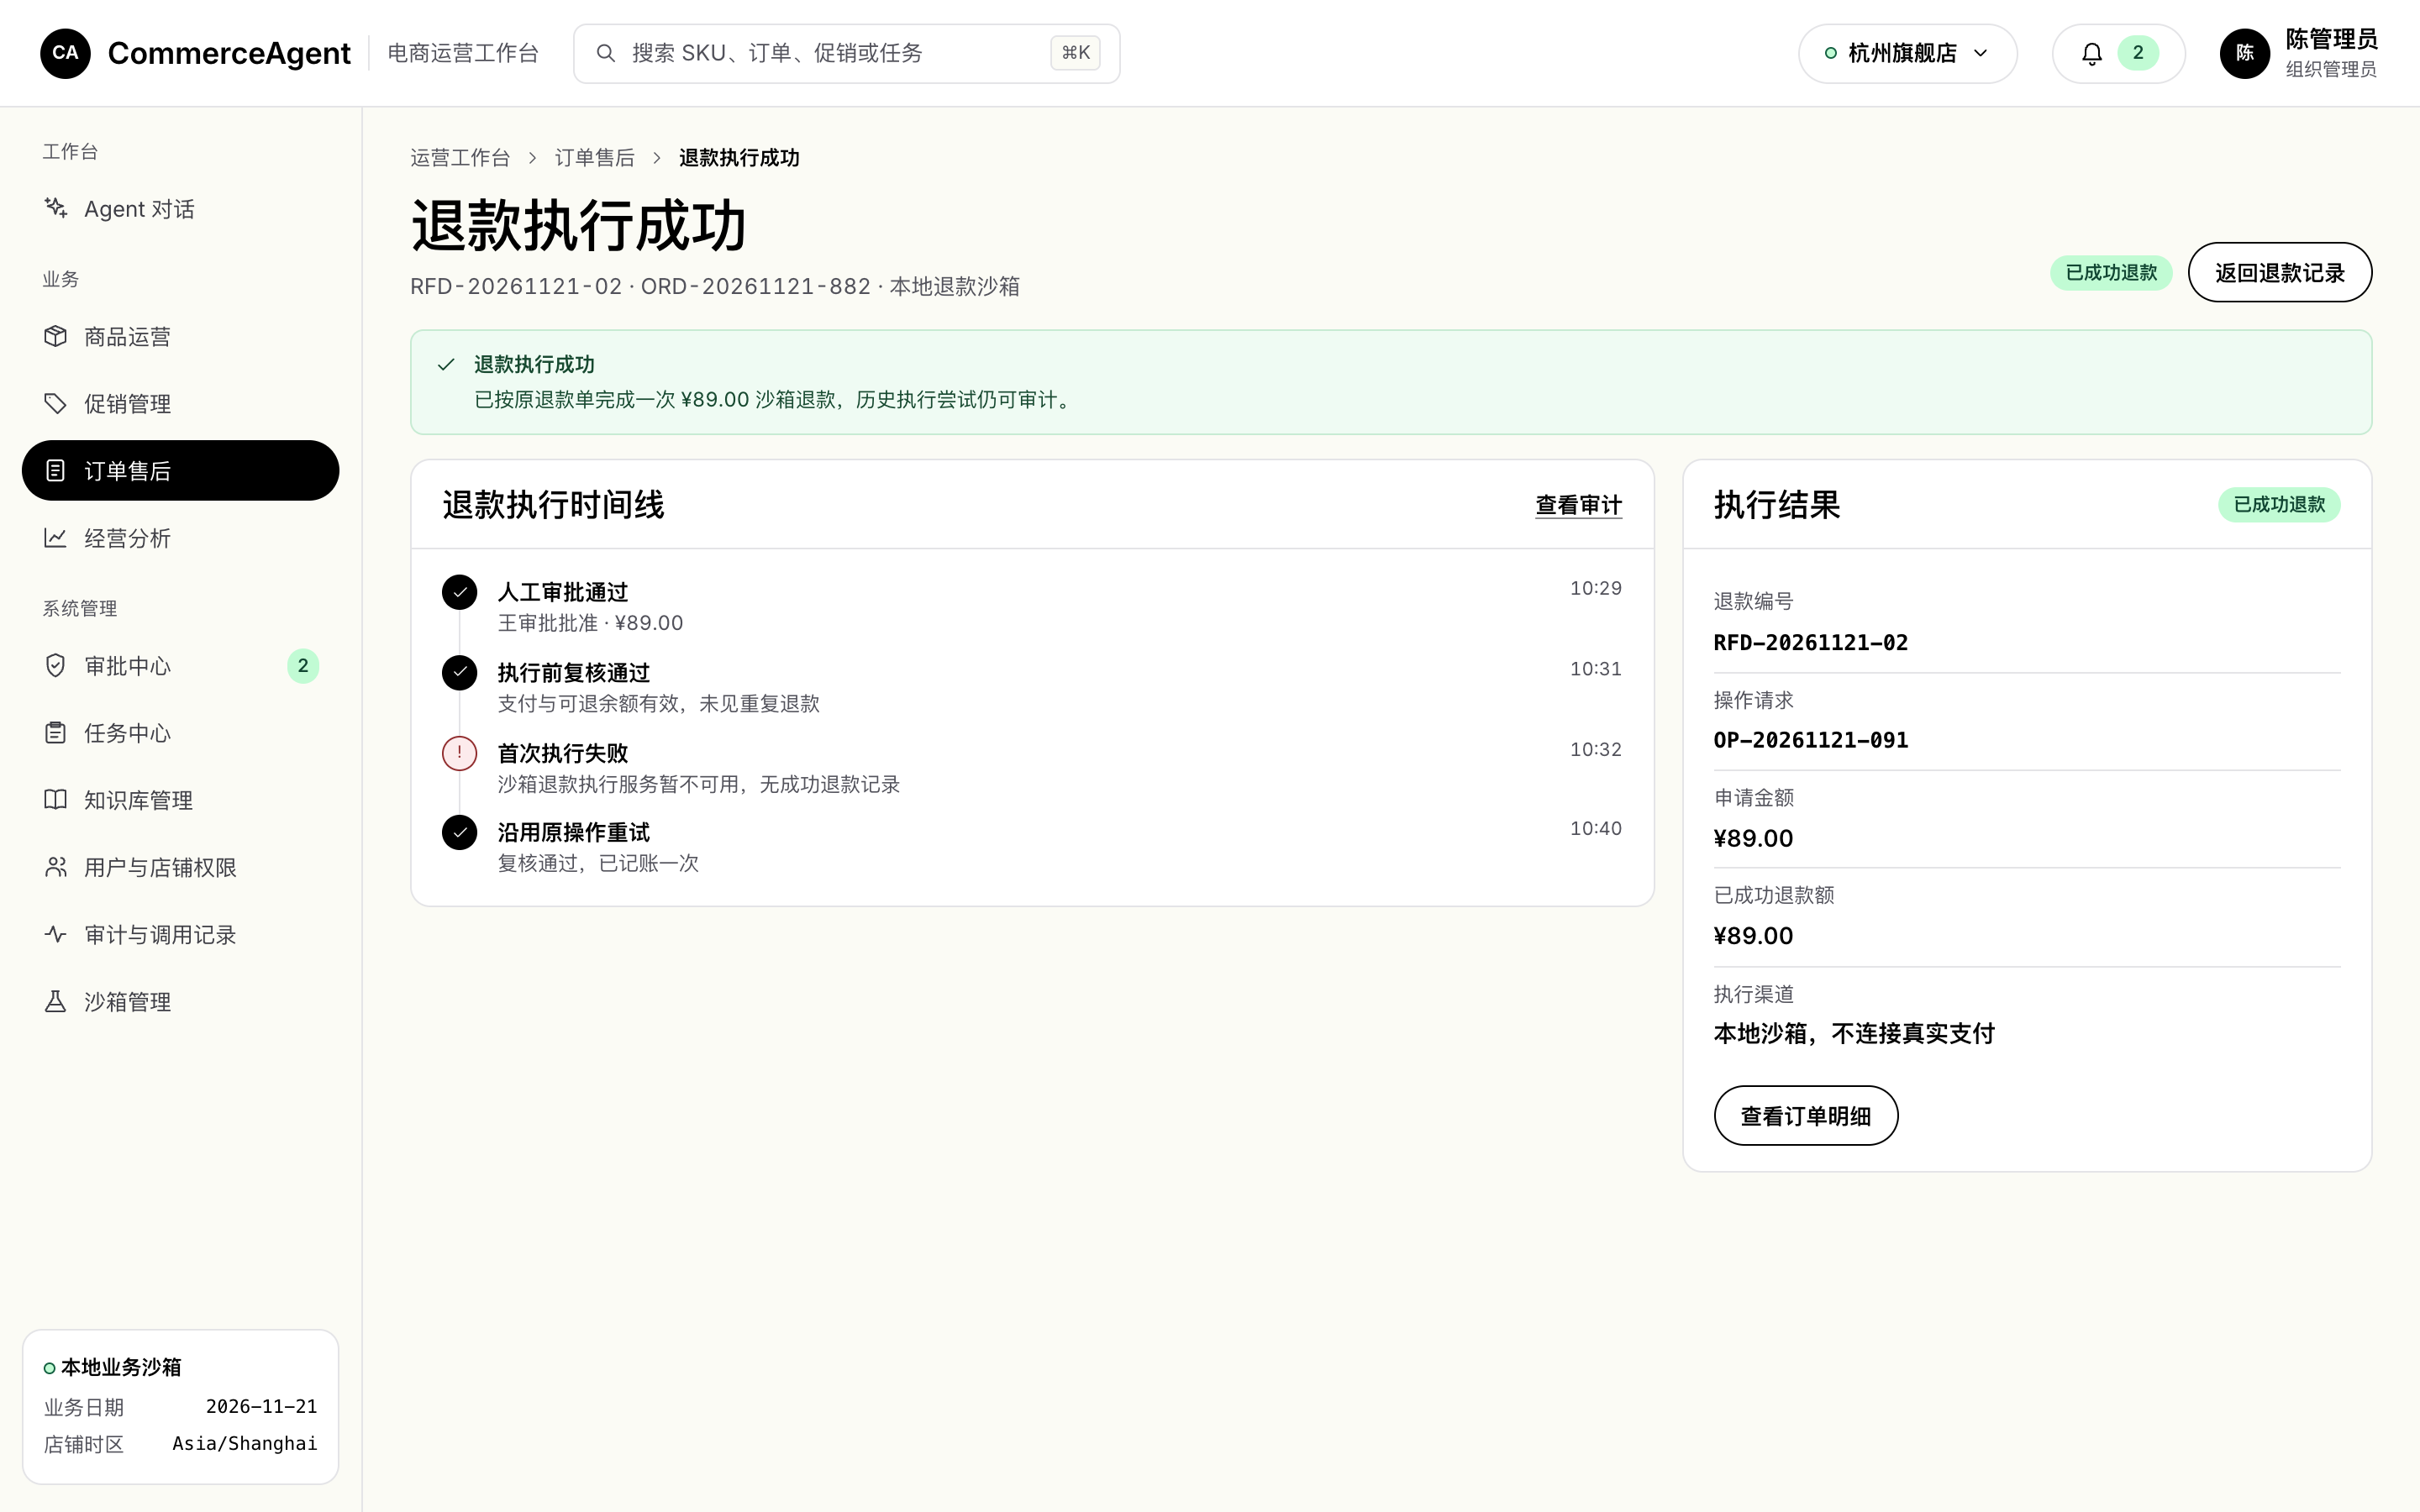 CA
CommerceAgent
电商运营工作台
搜索 SKU、订单、促销或任务
⌘K
杭州旗舰店
2
陈
陈管理员
组织管理员
工作台
Agent 对话
业务
商品运营
促销管理
订单售后
经营分析
系统管理
审批中心
2
任务中心
知识库管理
用户与店铺权限
审计与调用记录
沙箱管理
本地业务沙箱
业务日期 2026-11-21
店铺时区 Asia/Shanghai
运营工作台 > 订单售后 > 退款执行成功
退款执行成功
RFD-20261121-02 · ORD-20261121-882 · 本地退款沙箱
已成功退款
返回退款记录
退款执行成功
已按原退款单完成一次 ¥89.00 沙箱退款，历史执行尝试仍可审计。
退款执行时间线
查看审计
人工审批通过
10:29
王审批批准 · ¥89.00
执行前复核通过
10:31
支付与可退余额有效，未见重复退款
!
首次执行失败
10:32
沙箱退款执行服务暂不可用，无成功退款记录
沿用原操作重试
10:40
复核通过，已记账一次
执行结果
已成功退款
退款编号
RFD-20261121-02
操作请求
OP-20261121-091
申请金额
¥89.00
已成功退款额
¥89.00
执行渠道
本地沙箱，不连接真实支付
查看订单明细